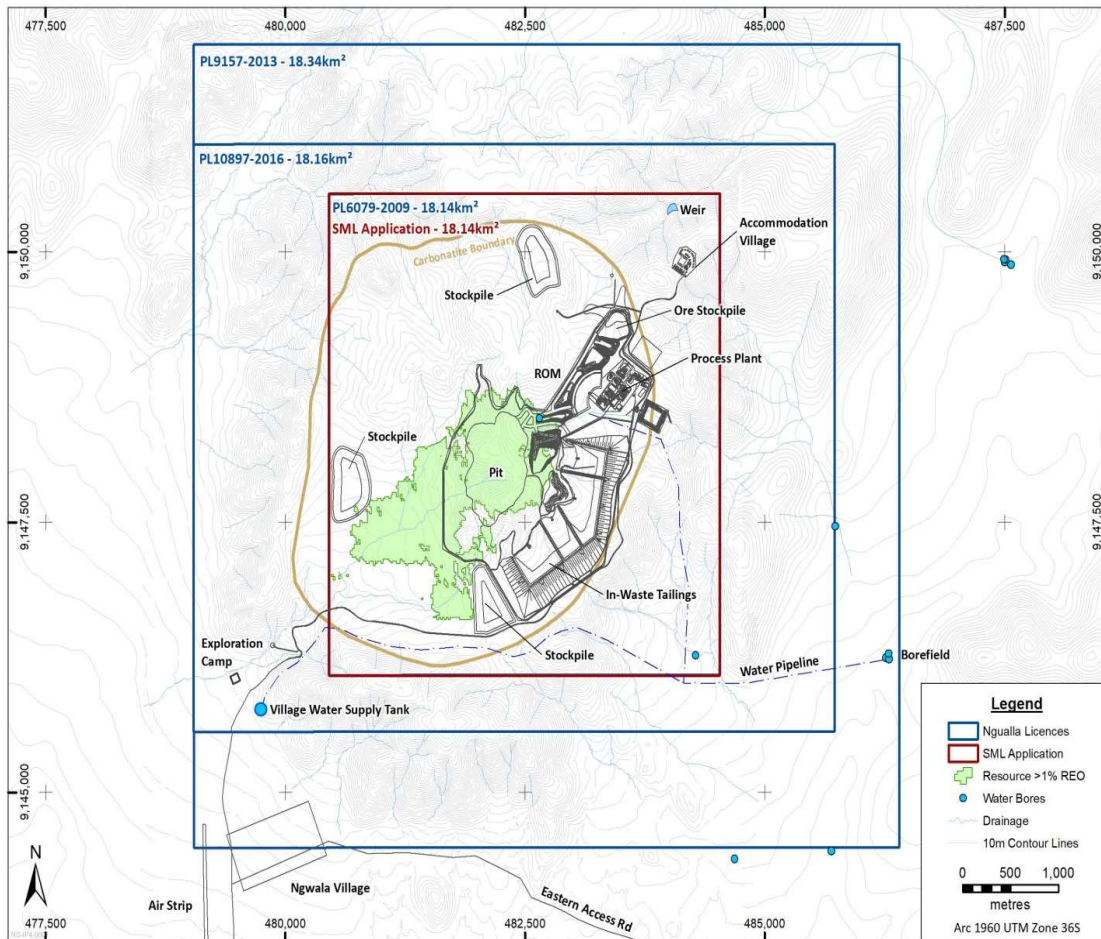 477,500
480,000
482,500
485,000
487,500
PL9157-2013 - 18.34km²
PL10897-2016 - 18.16km²
PL6079-2009 - 18.14km²
SML Application - 18.14km²
Carbonatite Boundary
Weir
Accommodation
Village
9,150,000
9,150,000
Stockpile
Ore Stockpile
Process Plant
ROM
Stockpile
Pit
9,147,500
9,147,500
In-Waste Tailings
Exploration
Camp
Stockpile
Water Pipeline
Borefield
Village Water Supply Tank
9,145,000
Ngwala Village
Air Strip
Eastern Access Rd
Legend
Ngualla Licences
SML Application
Resource >1% REO
Water Bores
Drainage
10m Contour Lines
0 500 1,000
metres
Arc 1960 UTM Zone 36S
N
477,500
480,000
482,500
485,000